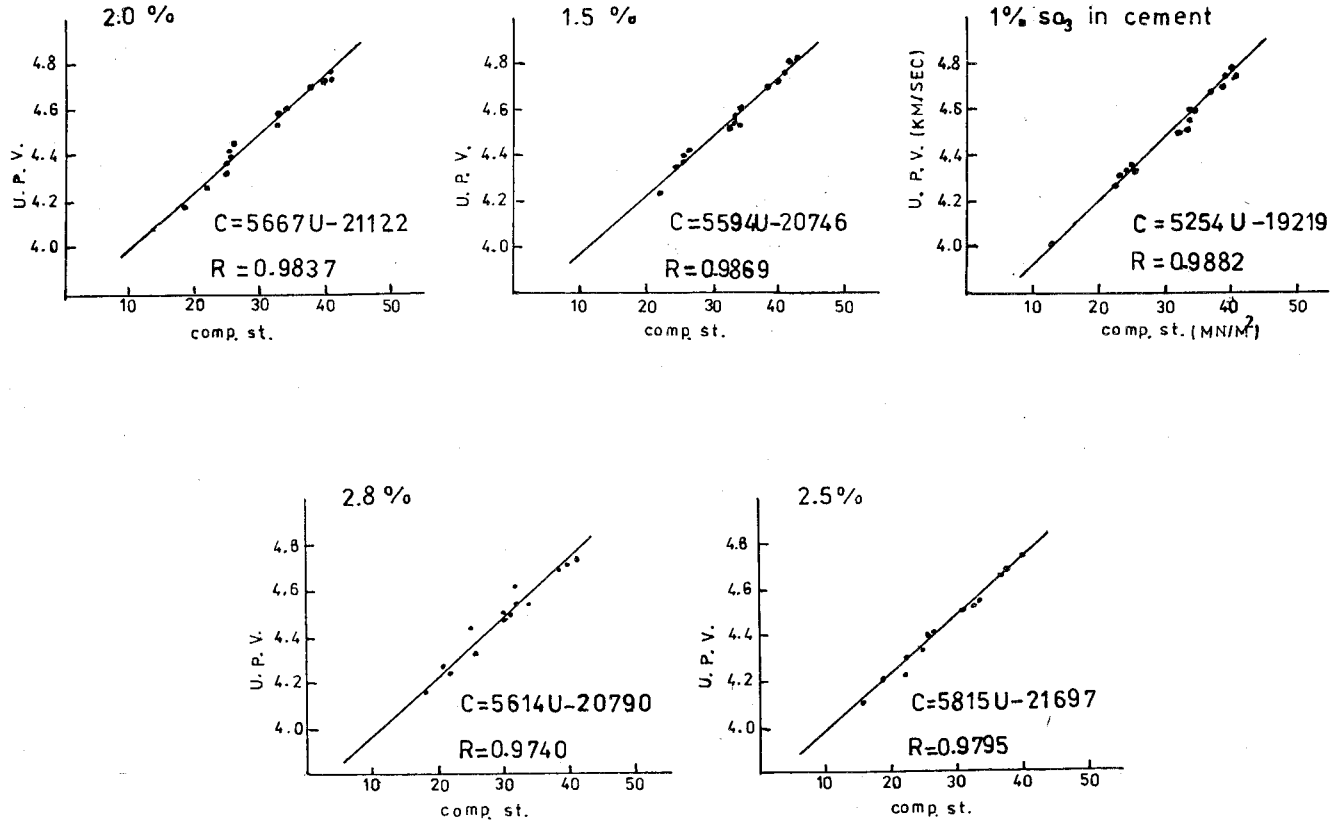 2.0 %
4.8
4.6
4.4
4.2
4.0
U. P. V.
C=5667U-21122
R=0.9837
10 20 30 40 50
comp. st.
1.5 %
4.8
4.6
4.4
4.2
4.0
U. P. V.
C=5594U-20746
R=0.9869
10 20 30 40 50
comp. st.
1% so3 in cement
4.8
4.6
4.4
4.2
4.0
U. P. V. (KM/SEC)
C=5254U-19219
R=0.9882
10 20 30 40 50
comp. st. (MN/M²)
2.8 %
4.8
4.6
4.4
4.2
4.0
U. P. V.
C=5614U-20790
R=0.9740
10 20 30 40 50
comp. st.
2.5%
4.8
4.6
4.4
4.2
4.0
U. P. V.
C=5815U-21697
R=0.9795
10 20 30 40 50
comp. st.